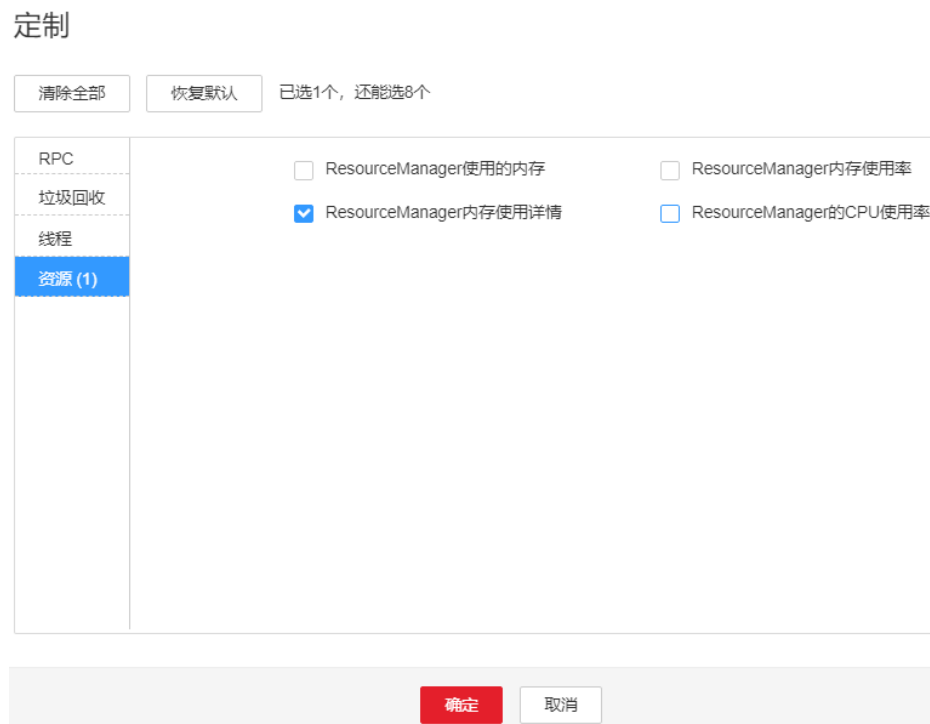 定制
清除全部 恢复默认 已选1个，还能选8个
RPC
垃圾回收
线程
资源 (1)
ResourceManager使用的内存 ResourceManager内存使用率
ResourceManager内存使用详情 ResourceManager的CPU使用率
确定 取消